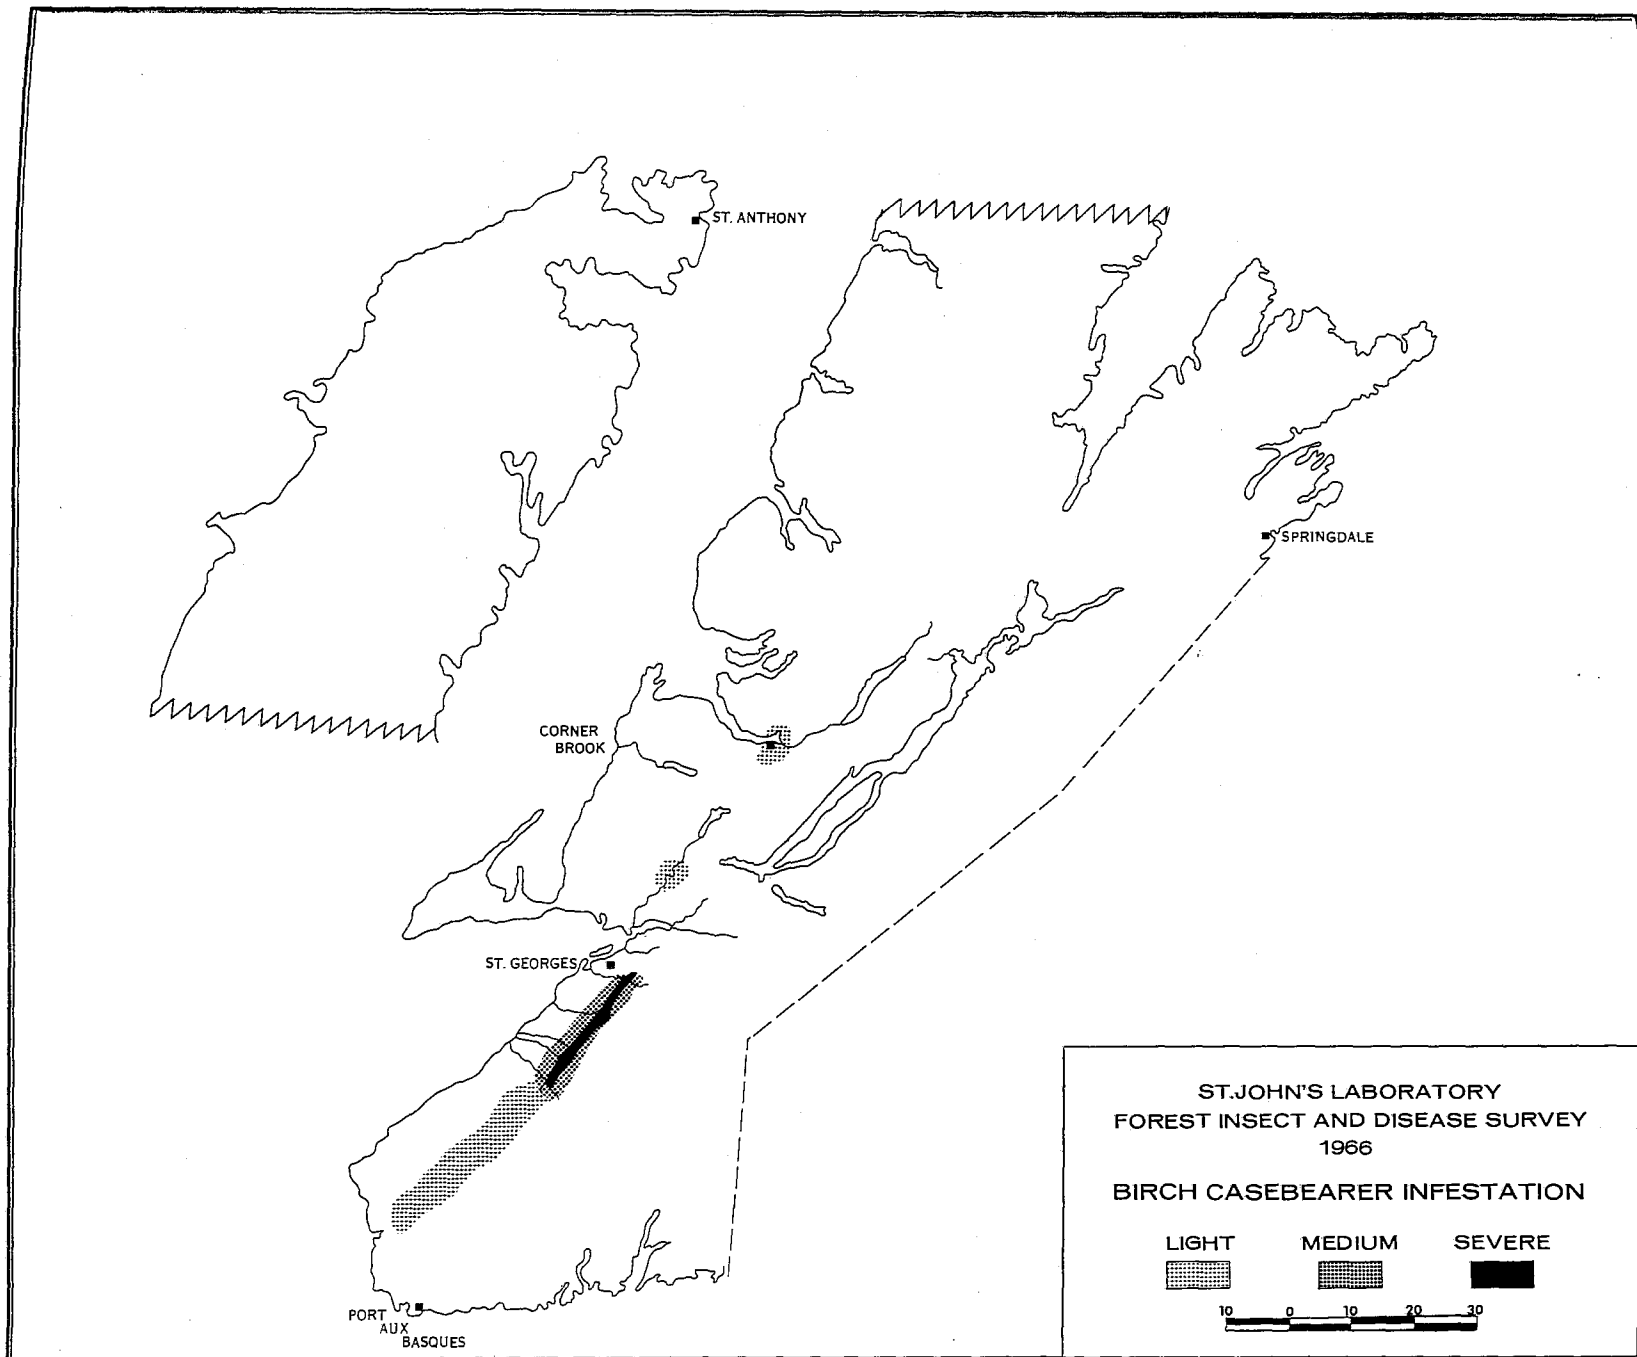 ST. ANTHONY
SPRINGDALE
CORNER
BROOK
ST. GEORGES
PORT
AUX
BASQUES
ST.JOHN'S LABORATORY
FOREST INSECT AND DISEASE SURVEY
1966
BIRCH CASEBEARER INFESTATION
LIGHT MEDIUM SEVERE
10 0 10 20 30